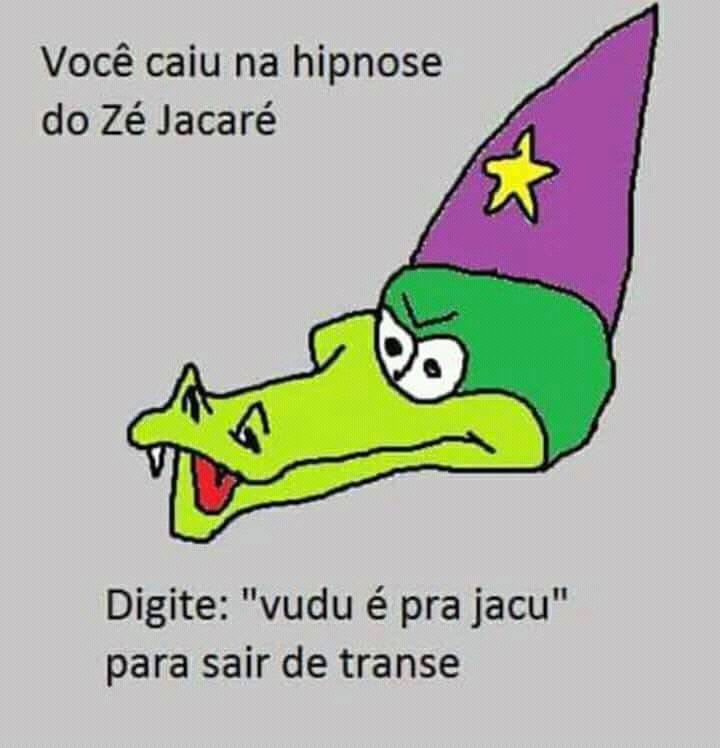 Você caiu na hipnose
do Zé Jacaré
Digite: "vudu é pra jacu"
para sair de transe